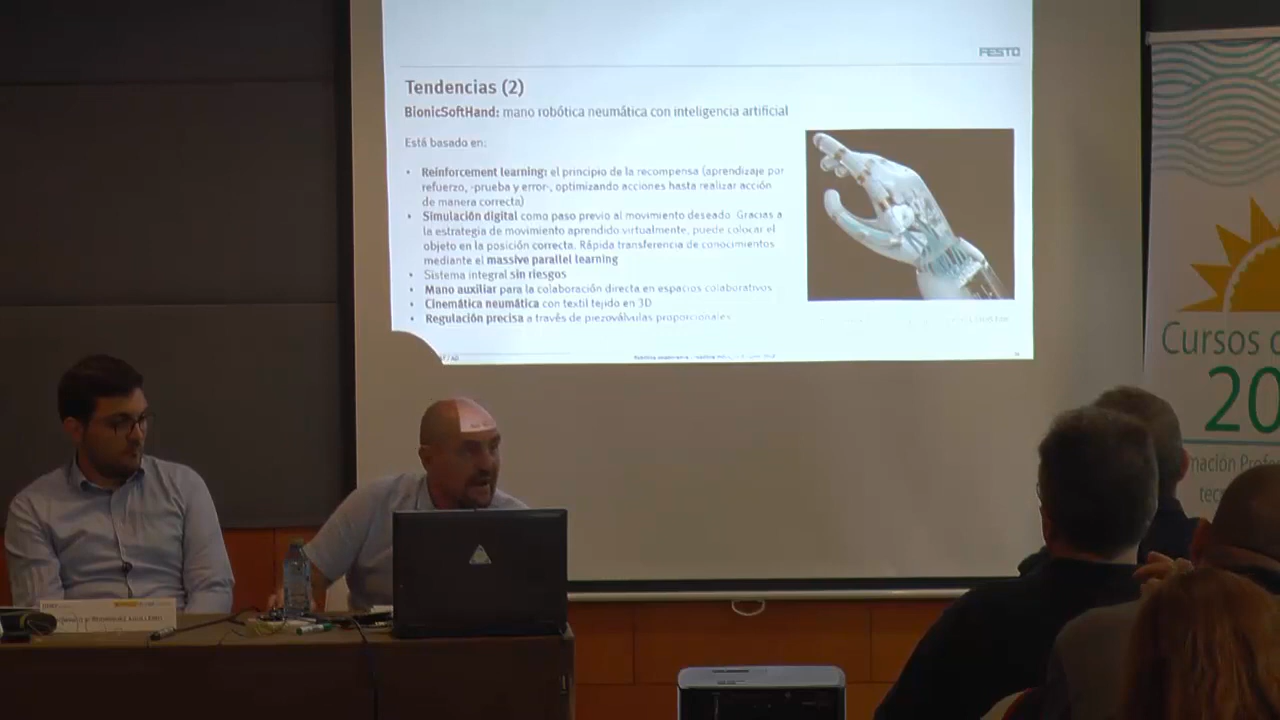 FESTO
Tendencias (2)
BionicSoftHand: mano robótica neumática con inteligencia artificial
Está basado en:
• Reinforcement learning: el principio de la recompensa (aprendizaje por
refuerzo, -prueba y error-, optimizando acciones hasta realizar acción
de manera correcta)
• Simulación digital como paso previo al movimiento deseado. Gracias a
la estrategia de movimiento aprendido virtualmente, puede colocar el
objeto en la posición correcta. Rápida transferencia de conocimientos
mediante el massive parallel learning
• Sistema integral sin riesgos
• Mano auxiliar para la colaboración directa en espacios colaborativos
• Cinemática neumática con textil tejido en 3D
• Regulación precisa a través de piezoválvulas proporcionales
Cursos
20
tec